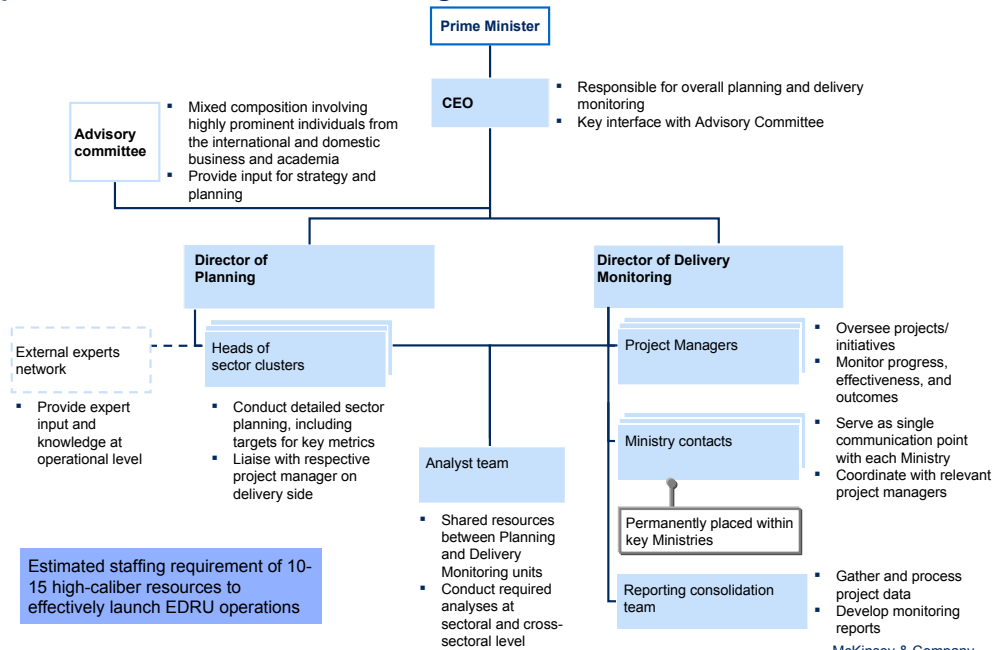 Prime Minister
CEO
▪ Responsible for overall planning and delivery
monitoring
▪ Key interface with Advisory Committee
Advisory
committee
▪ Mixed composition involving
highly prominent individuals from
the international and domestic
business and academia
▪ Provide input for strategy and
planning
Director of
Planning
Director of Delivery
Monitoring
External experts
network
▪ Provide expert
input and
knowledge at
operational level
Heads of
sector clusters
▪ Conduct detailed sector
planning, including
targets for key metrics
▪ Liaise with respective
project manager on
delivery side
Analyst team
▪ Shared resources
between Planning
and Delivery
Monitoring units
▪ Conduct required
analyses at
sectoral and cross-
sectoral level
Project Managers
▪ Oversee projects/
initiatives
▪ Monitor progress,
effectiveness, and
outcomes
Ministry contacts
▪ Serve as single
communication point
with each Ministry
▪ Coordinate with relevant
project managers
Permanently placed within
key Ministries
Reporting consolidation
team
▪ Gather and process
project data
▪ Develop monitoring
reports
Estimated staffing requirement of 10-
15 high-caliber resources to
effectively launch EDRU operations
McKinsey & Company